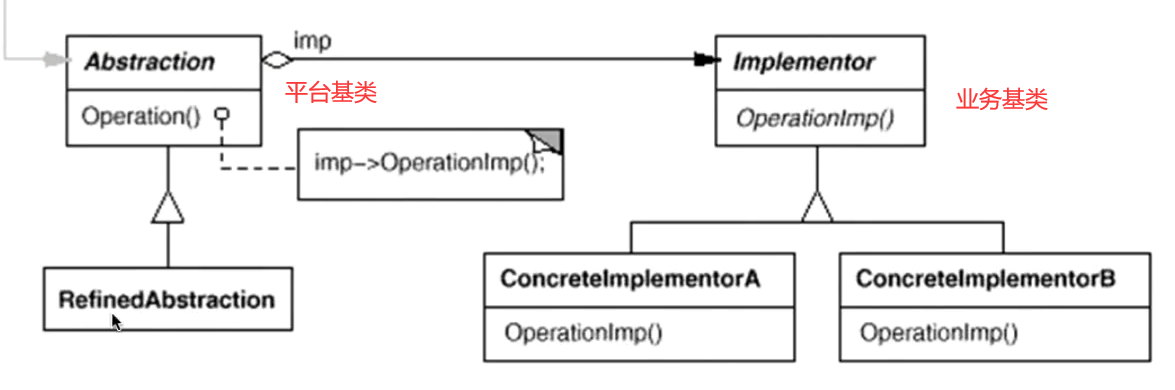 imp
Abstraction
平台基类
Operation()
imp->OperationImp();
Implementor
业务基类
OperationImp()
RefinedAbstraction
ConcreteImplementorA
OperationImp()
ConcreteImplementorB
OperationImp()